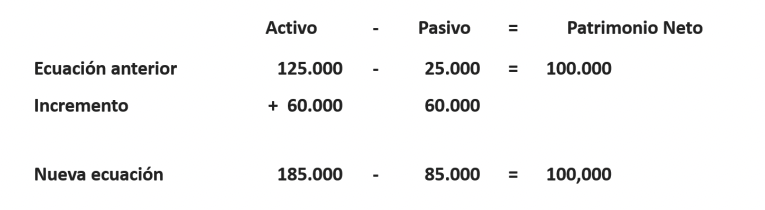 Activo - Pasivo = Patrimonio Neto
Ecuación anterior 125.000 - 25.000 = 100.000
Incremento + 60.000 60.000
Nueva ecuación 185.000 - 85.000 = 100,000